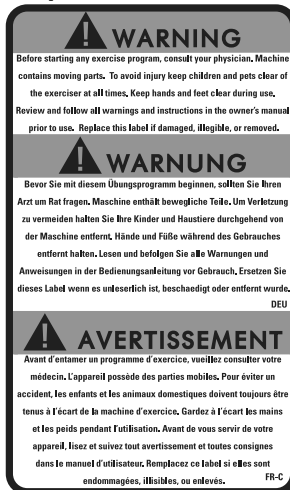 WARNING
Before starting any exercise program, consult your physician. Machine
contains moving parts. To avoid injury keep children and pets clear of
the exerciser at all times. Keep hands and feet clear during use.
Review and follow all warnings and instructions in the owner's manual
prior to use. Replace this label if damaged, illegible, or removed.
WARNUNG
Bevor Sie mit diesem Übungsprogramm beginnen, sollten Sie Ihren
Arzt um Rat fragen. Maschine enthält bewegliche Teile. Um Verletzung
zu vermeiden halten Sie Ihre Kinder und Haustiere durchgehend von
der Maschine entfernt. Hände und Füße während des Gebrauches
entfernt halten. Lesen und befolgen Sie alle Warnungen und
Anweisungen in der Bedienungsanleitung vor Gebrauch. Ersetzen Sie
dieses Label wenn es unleserlich ist, beschaedigt oder entfernt wurde.
DEU
AVERTISSEMENT
Avant d'entamer un programme d'exercice, vueillez consulter votre
médecin. L'appareil possède des parties mobiles. Pour éviter un
accident, les enfants et les animaux domestiques doivent toujours être
tenus à l'écart de la machine d'exercice. Gardez à l'écart les mains
et les peids pendant l'utilisation. Avant de vous servir de votre
appareil, lisez et suivez tout avertissement et toutes consignes
dans le manuel d'utilisateur. Remplacez ce label si elles sont
endommagées, illisibles, ou enlevés.
FR-C